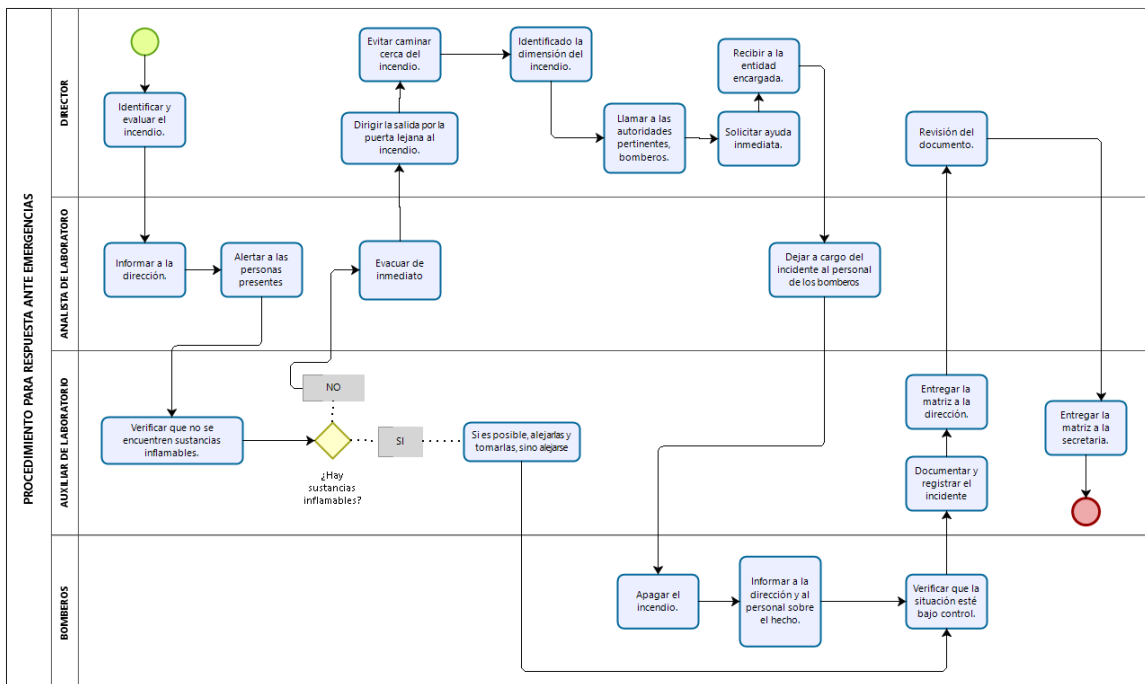 PROCEDIMIENTO PARA RESPUESTA ANTE EMERGENCIAS
DIRECTOR
Identificar y
evaluar el
incendio.
Evitar caminar
cerca del
incendio.
Dirigir la salida por la
puerta lejana al
incendio.
Identificado la
dimensión del
incendio.
Llamar a las
autoridades
pertinentes,
bomberos.
Recibir a la
entidad
encargada.
Solicitar ayuda
inmediata.
Revisión del
documento.
ANALISTA DE LABORATORO
Informar a la
dirección.
Alertar a las
personas
presentes
Evacuar de
inmediato
Dejar a cargo del
incidente al personal
de los bomberos
AUXILIAR DE LABORATORIO
Verificar que no se
encuentren sustancias
inflamables.
NO
SI
¿Hay
sustancias
inflamables?
Si es posible, alejarlas y
tomarlas, sino alejarse
Entregar la
matriz a la
dirección.
Documentar y
registrar el
incidente
Entregar la
matriz a la
secretaria.
BOMBEROS
Apagar el
incendio.
Informar a la
dirección y al
personal sobre
el hecho.
Verificar que la
situación esté
bajo control.